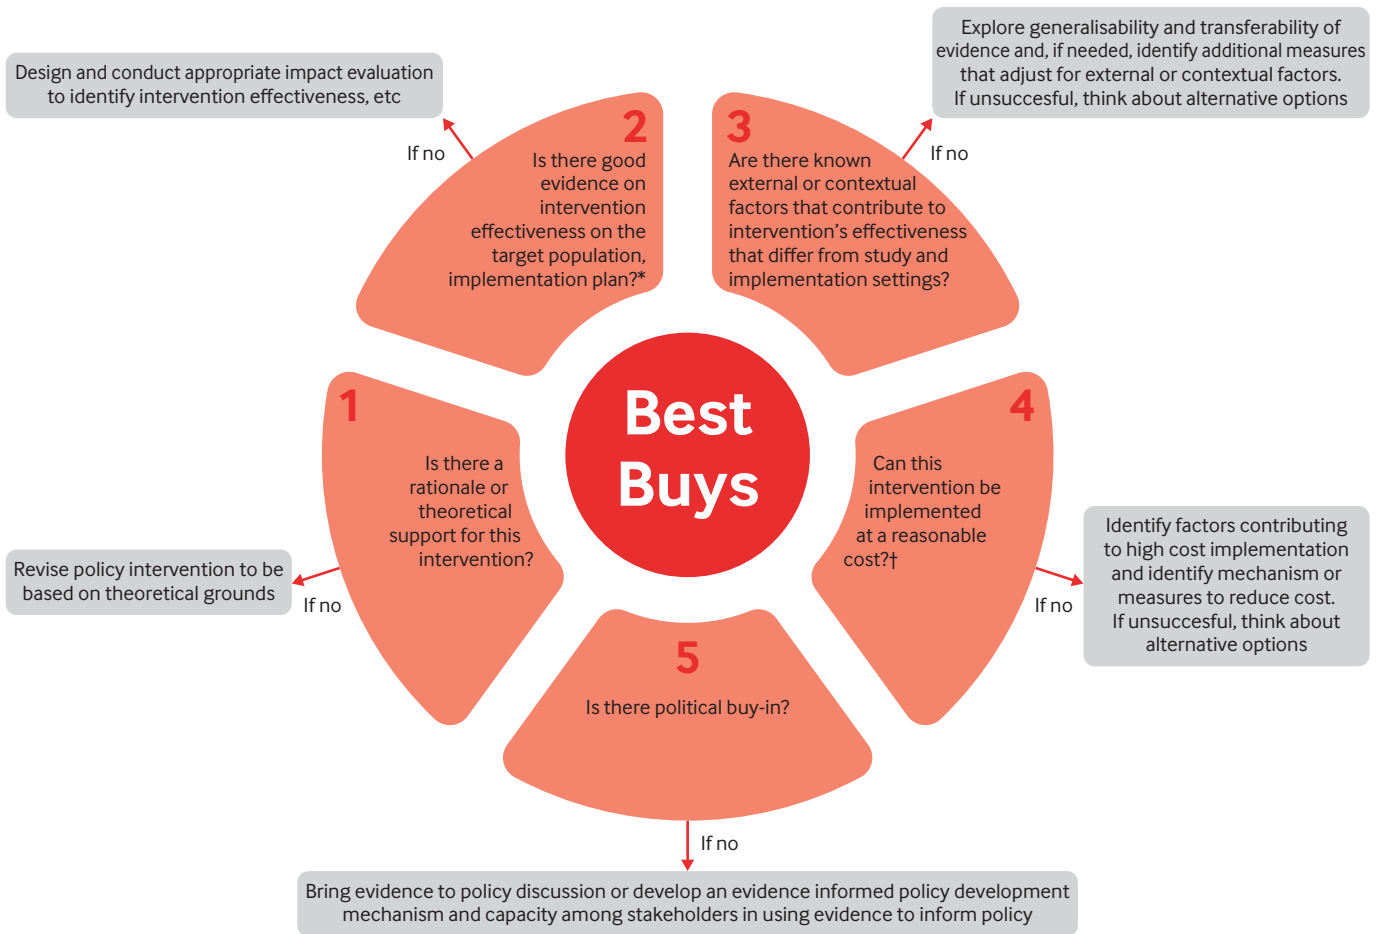 Explore generalisability and transferability of
evidence and, if needed, identify additional measures
that adjust for external or contextual factors.
If unsuccesful, think about alternative options
Design and conduct appropriate impact evaluation
to identify intervention effectiveness, etc
If no
If no
2
Is there good
evidence on
intervention
effectiveness on the
target population,
implementation plan?*
3
Are there known
external or contextual
factors that contribute to
intervention's effectiveness
that differ from study and
implementation settings?
Best
Buys
1
Is there a
rationale or
theoretical
support for this
intervention?
4
Can this
intervention be
implemented
at a reasonable
cost?†
Revise policy intervention to be
based on theoretical grounds
If no
If no
Identify factors contributing
to high cost implementation
and identify mechanism or
measures to reduce cost.
If unsuccesful, think about
alternative options
5
Is there political buy-in?
If no
Bring evidence to policy discussion or develop an evidence informed policy development
mechanism and capacity among stakeholders in using evidence to inform policy